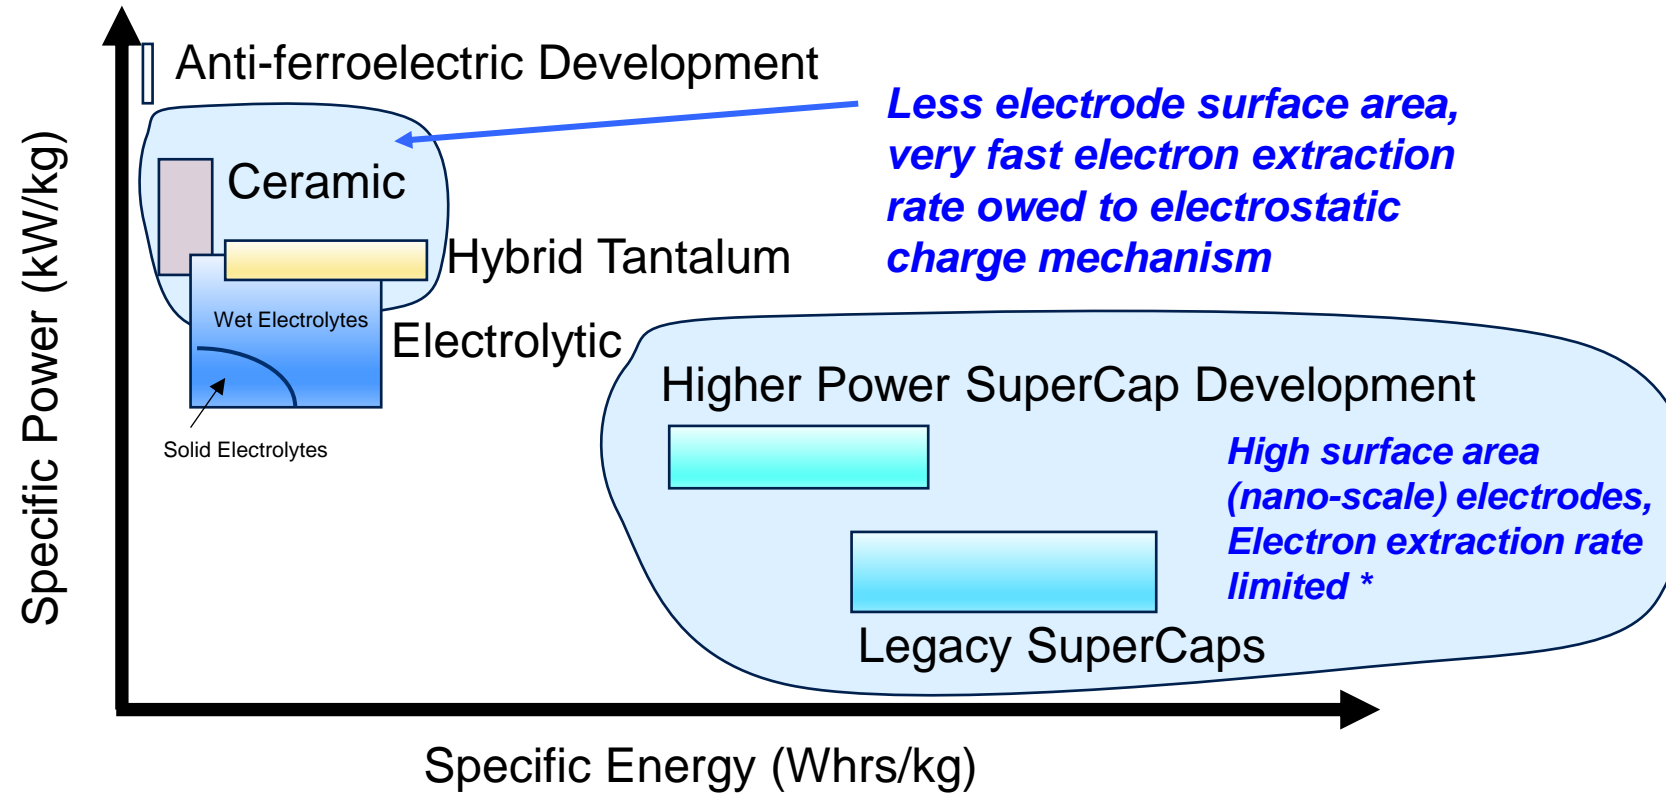 Anti-ferroelectric Development
Less electrode surface area,
very fast electron extraction
rate owed to electrostatic
charge mechanism
Ceramic
Hybrid Tantalum
Wet Electrolytes
Electrolytic
Solid Electrolytes
Higher Power SuperCap Development
High surface area
(nano-scale) electrodes,
Electron extraction rate
limited *
Legacy SuperCaps
Specific Power (kW/kg)
Specific Energy (Whrs/kg)